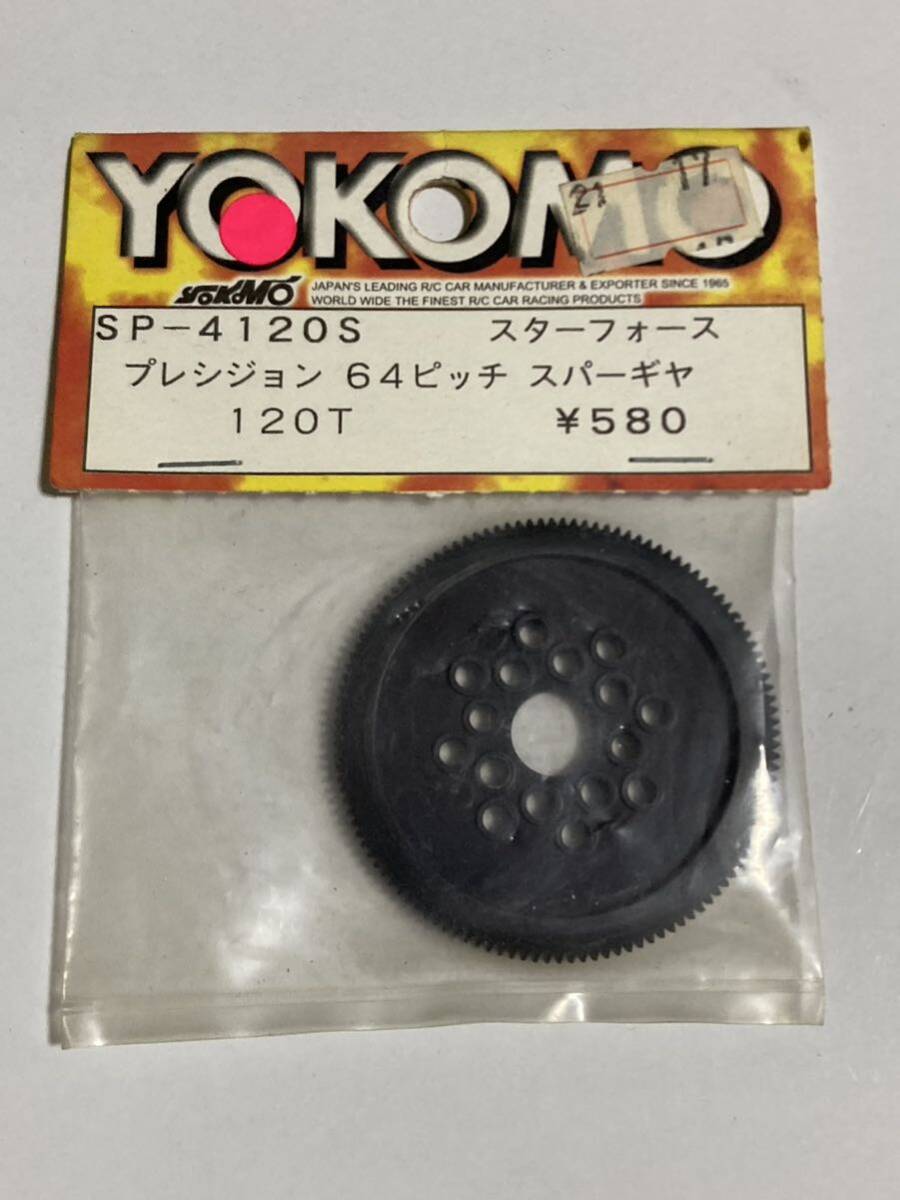 YOKOMO
21 17
YOKOMO JAPAN'S LEADING R/C CAR MANUFACTURER & EXPORTER SINCE 1965
WORLD WIDE THE FINEST R/C CAR RACING PRODUCTS
SP-4120S スターフォース
プレシジョン 64ピッチ スパーギヤ
120T ¥580